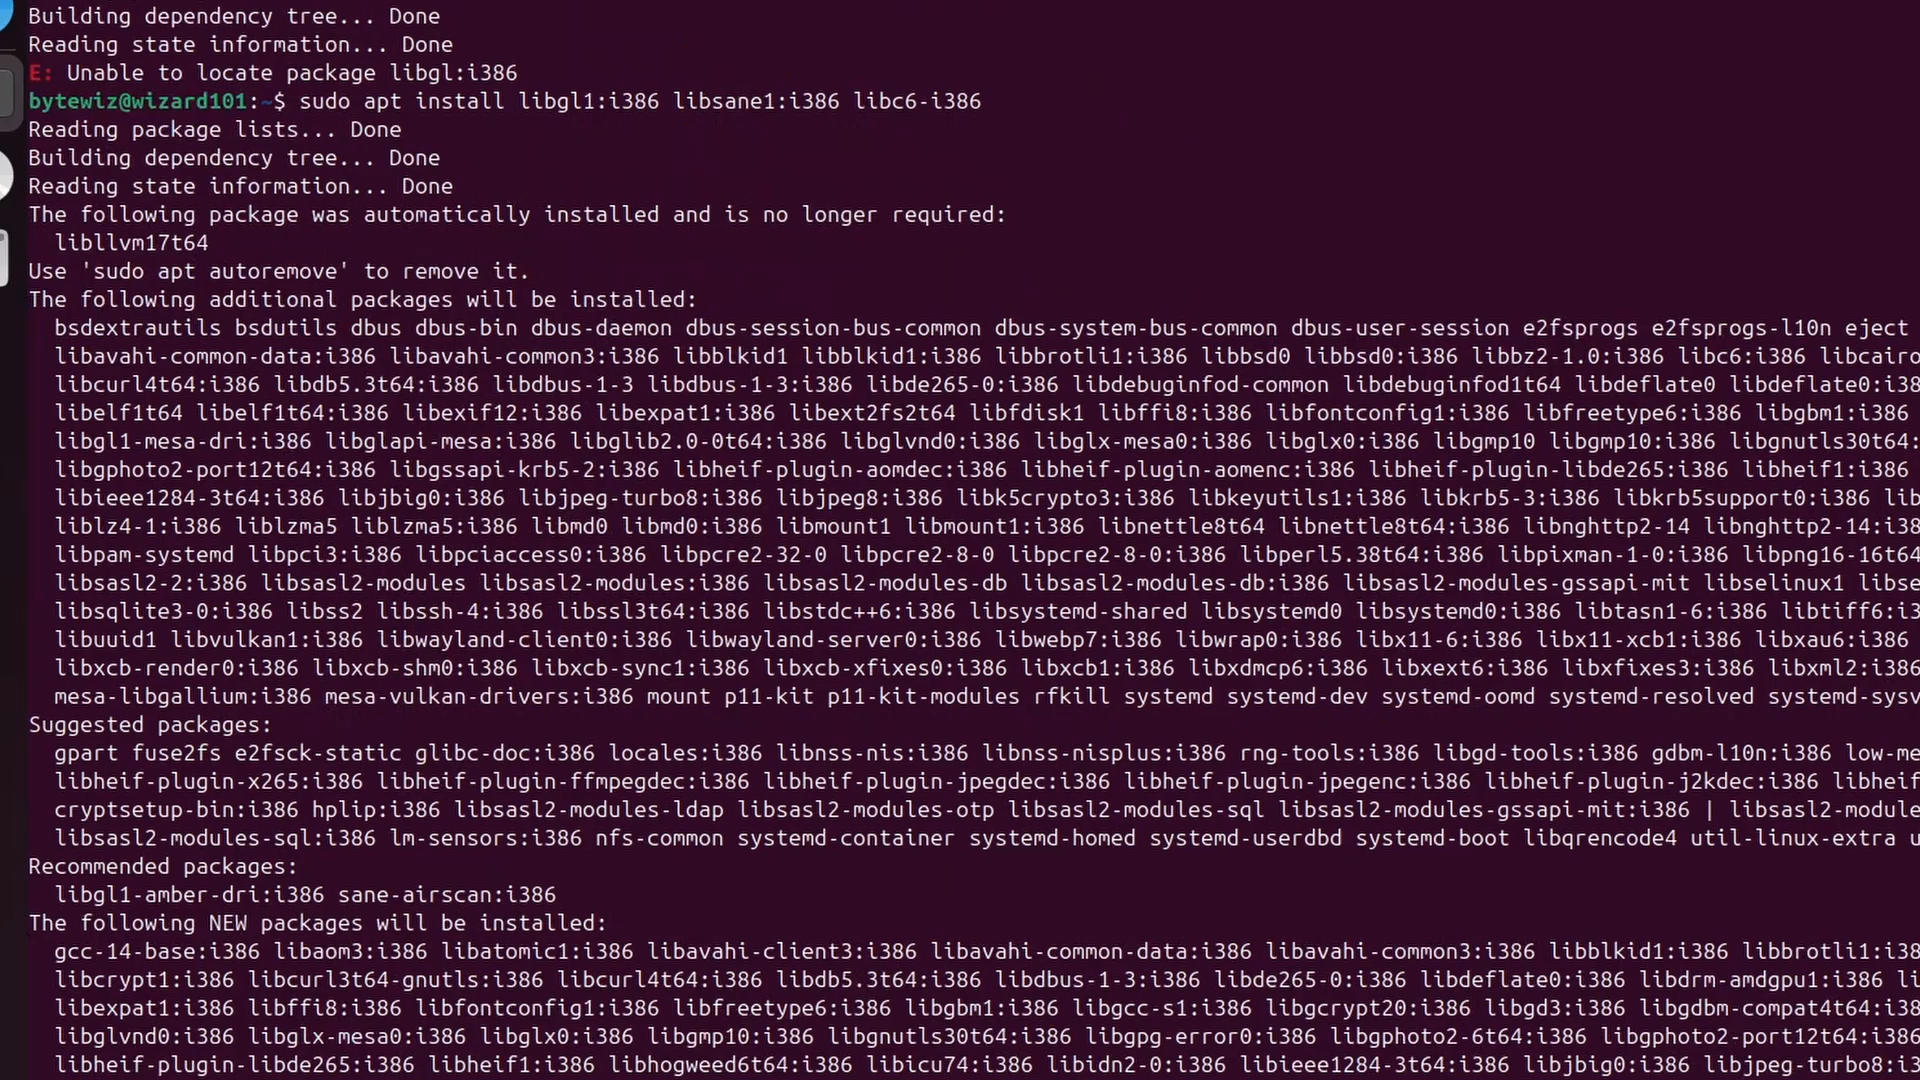 Building dependency tree... Done
Reading state information... Done
E: Unable to locate package libgl:i386
bytewiz@wizard101:~$ sudo apt install libgl1:i386 libsane1:i386 libc6-i386
Reading package lists... Done
Building dependency tree... Done
Reading state information... Done
The following package was automatically installed and is no longer required:
libllvm17t64
Use 'sudo apt autoremove' to remove it.
The following additional packages will be installed:
bsdextrautils bsdutils dbus dbus-bin dbus-daemon dbus-session-bus-common dbus-system-bus-common dbus-user-session e2fsprogs e2fsprogs-l10n eject
libavahi-common-data:i386 libavahi-common3:i386 libblkid1 libblkid1:i386 libbrotli1:i386 libbsd0 libbsd0:i386 libbz2-1.0:i386 libc6:i386 libcairo
libcurl4t64:i386 libdb5.3t64:i386 libdbus-1-3 libdbus-1-3:i386 libde265-0:i386 libdebuginfod-common libdebuginfod1t64 libdeflate0 libdeflate0:i38
libelf1t64 libelf1t64:i386 libexif12:i386 libexpat1:i386 libext2fs2t64 libfdisk1 libffi8:i386 libfontconfig1:i386 libfreetype6:i386 libgbm1:i386
libgl1-mesa-dri:i386 libglapi-mesa:i386 libglib2.0-0t64:i386 libglvnd0:i386 libglx-mesa0:i386 libglx0:i386 libgmp10 libgmp10:i386 libgnutls30t64:
libgphoto2-port12t64:i386 libgssapi-krb5-2:i386 libheif-plugin-aomdec:i386 libheif-plugin-aomenc:i386 libheif-plugin-libde265:i386 libheif1:i386
libieee1284-3t64:i386 libjbig0:i386 libjpeg-turbo8:i386 libjpeg8:i386 libk5crypto3:i386 libkeyutils1:i386 libkrb5-3:i386 libkrb5support0:i386 lib
liblz4-1:i386 liblzma5 liblzma5:i386 libmd0 libmd0:i386 libmount1 libmount1:i386 libnettle8t64 libnettle8t64:i386 libnghttp2-14 libnghttp2-14:i38
libpam-systemd libpci3:i386 libpciaccess0:i386 libpcre2-32-0 libpcre2-8-0 libpcre2-8-0:i386 libperl5.38t64:i386 libpixman-1-0:i386 libpng16-16t64
libsasl2-2:i386 libsasl2-modules libsasl2-modules:i386 libsasl2-modules-db libsasl2-modules-db:i386 libsasl2-modules-gssapi-mit libselinux1 libse
libsqlite3-0:i386 libss2 libssh-4:i386 libssl3t64:i386 libstdc++6:i386 libsystemd-shared libsystemd0 libsystemd0:i386 libtasn1-6:i386 libtiff6:i3
libuuid1 libvulkan1:i386 libwayland-client0:i386 libwayland-server0:i386 libwebp7:i386 libwrap0:i386 libx11-6:i386 libx11-xcb1:i386 libxau6:i386
libxcb-render0:i386 libxcb-shm0:i386 libxcb-sync1:i386 libxcb-xfixes0:i386 libxcb1:i386 libxdmcp6:i386 libxext6:i386 libxfixes3:i386 libxml2:i386
mesa-libgallium:i386 mesa-vulkan-drivers:i386 mount p11-kit p11-kit-modules rfkill systemd systemd-dev systemd-oomd systemd-resolved systemd-sysv
Suggested packages:
gpart fuse2fs e2fsck-static glibc-doc:i386 locales:i386 libnss-nis:i386 libnss-nisplus:i386 rng-tools:i386 libgd-tools:i386 gdbm-l10n:i386 low-me
libheif-plugin-x265:i386 libheif-plugin-ffmpegdec:i386 libheif-plugin-jpegdec:i386 libheif-plugin-jpegenc:i386 libheif-plugin-j2kdec:i386 libheif
cryptsetup-bin:i386 hplip:i386 libsasl2-modules-ldap libsasl2-modules-otp libsasl2-modules-sql libsasl2-modules-gssapi-mit:i386 | libsasl2-module
libsasl2-modules-sql:i386 lm-sensors:i386 nfs-common systemd-container systemd-homed systemd-userdbd systemd-boot libqrencode4 util-linux-extra u
Recommended packages:
libgl1-amber-dri:i386 sane-airscan:i386
The following NEW packages will be installed:
gcc-14-base:i386 libaom3:i386 libatomic1:i386 libavahi-client3:i386 libavahi-common-data:i386 libavahi-common3:i386 libblkid1:i386 libbrotli1:i38
libcrypt1:i386 libcurl3t64-gnutls:i386 libcurl4t64:i386 libdb5.3t64:i386 libdbus-1-3:i386 libde265-0:i386 libdeflate0:i386 libdrm-amdgpu1:i386 li
libexpat1:i386 libffi8:i386 libfontconfig1:i386 libfreetype6:i386 libgbm1:i386 libgcc-s1:i386 libgcrypt20:i386 libgd3:i386 libgdbm-compat4t64:i38
libglvnd0:i386 libglx-mesa0:i386 libglx0:i386 libgmp10:i386 libgnutls30t64:i386 libgpg-error0:i386 libgphoto2-6t64:i386 libgphoto2-port12t64:i386
libheif-plugin-libde265:i386 libheif1:i386 libhogweed6t64:i386 libicu74:i386 libidn2-0:i386 libieee1284-3t64:i386 libjbig0:i386 libjpeg-turbo8:i3